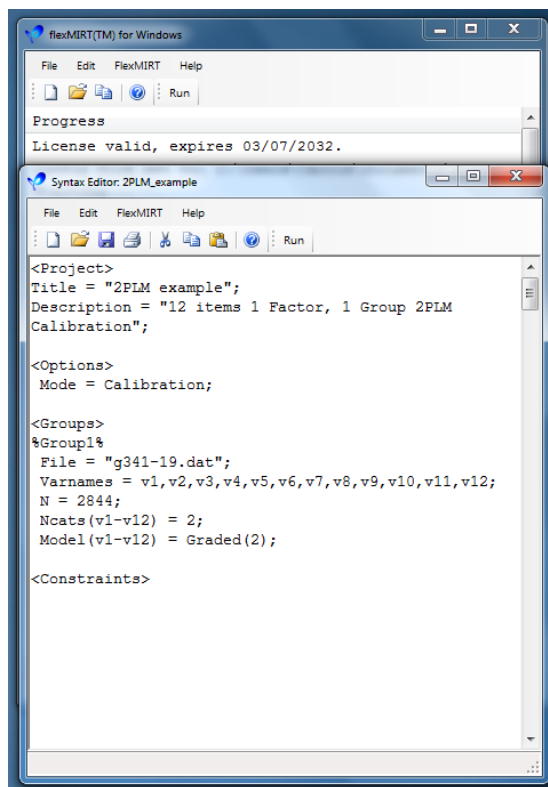 flexMIRT(TM) for Windows
File Edit FlexMIRT Help
Run
Progress
License valid, expires 03/07/2032.
Syntax Editor: 2PLM_example
File Edit FlexMIRT Help
Run
<Project>
Title = "2PLM example";
Description = "12 items 1 Factor, 1 Group 2PLM
Calibration";
<Options>
Mode = Calibration;
<Groups>
%Group1%
File = "g341-19.dat";
Varnames = v1,v2,v3,v4,v5,v6,v7,v8,v9,v10,v11,v12;
N = 2844;
Ncats(v1-v12) = 2;
Model(v1-v12) = Graded(2);
<Constraints>